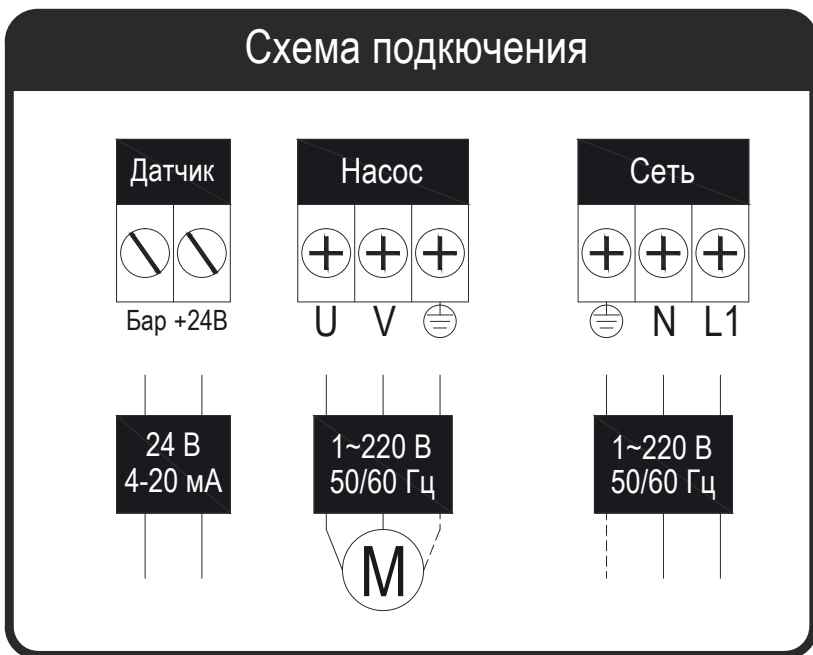 Схема подкючения
Датчик
Насос
Сеть
Бар +24В
U V
N L1
24 В
4-20 мА
1~220 В
50/60 Гц
1~220 В
50/60 Гц
M